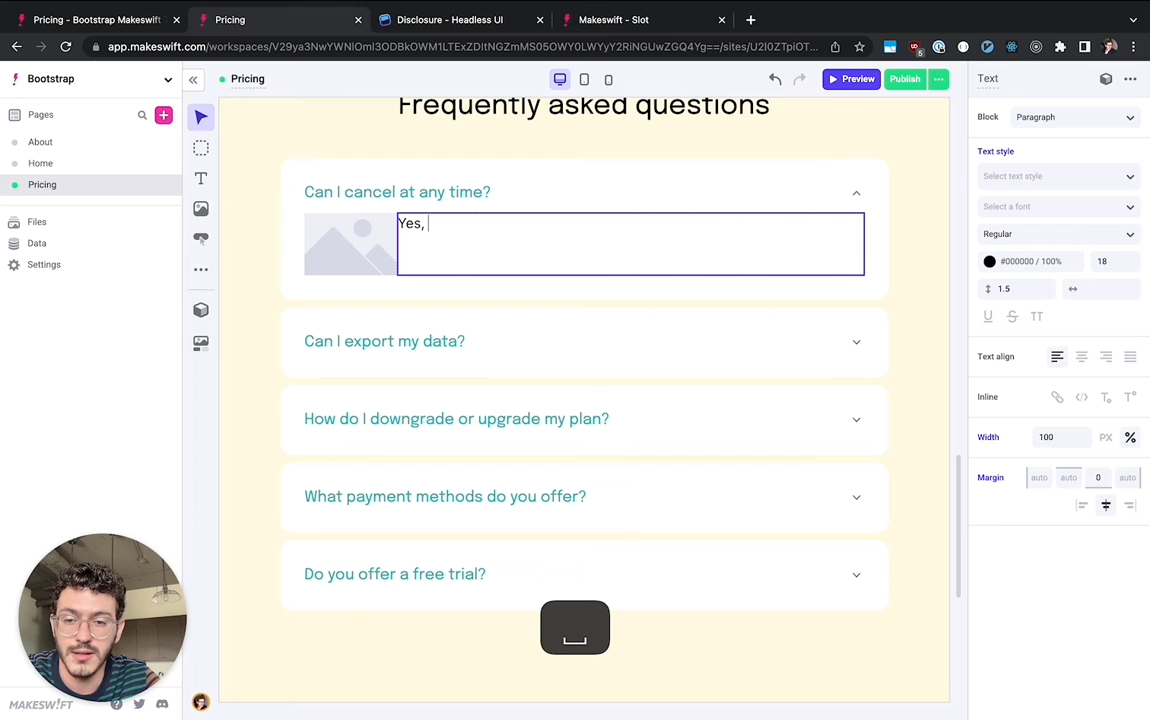 Pricing - Bootstrap Makeswift
Pricing
Disclosure - Headless UI
Makeswift - Slot
app.makeswift.com/workspaces/V29ya3NwYWNlOmI3ODBkOWM1LTExZDItNGZmMS05OWY0LWYyY2RiNGUwZGQ4Yg==/sites/U2l0ZTpiOT...
6
Bootstrap
Pricing
Preview
Publish
Text
Pages
About
Home
Pricing
Files
Data
Settings
Frequently asked questions
Can I cancel at any time?
Yes,
Can I export my data?
How do I downgrade or upgrade my plan?
What payment methods do you offer?
Do you offer a free trial?
Block
Paragraph
Text style
Select text style
Select a font
Regular
#000000 / 100%
18
1.5
Text align
Inline
Width
100
PX
%
Margin
auto
auto
0
auto
MAKESWIFT